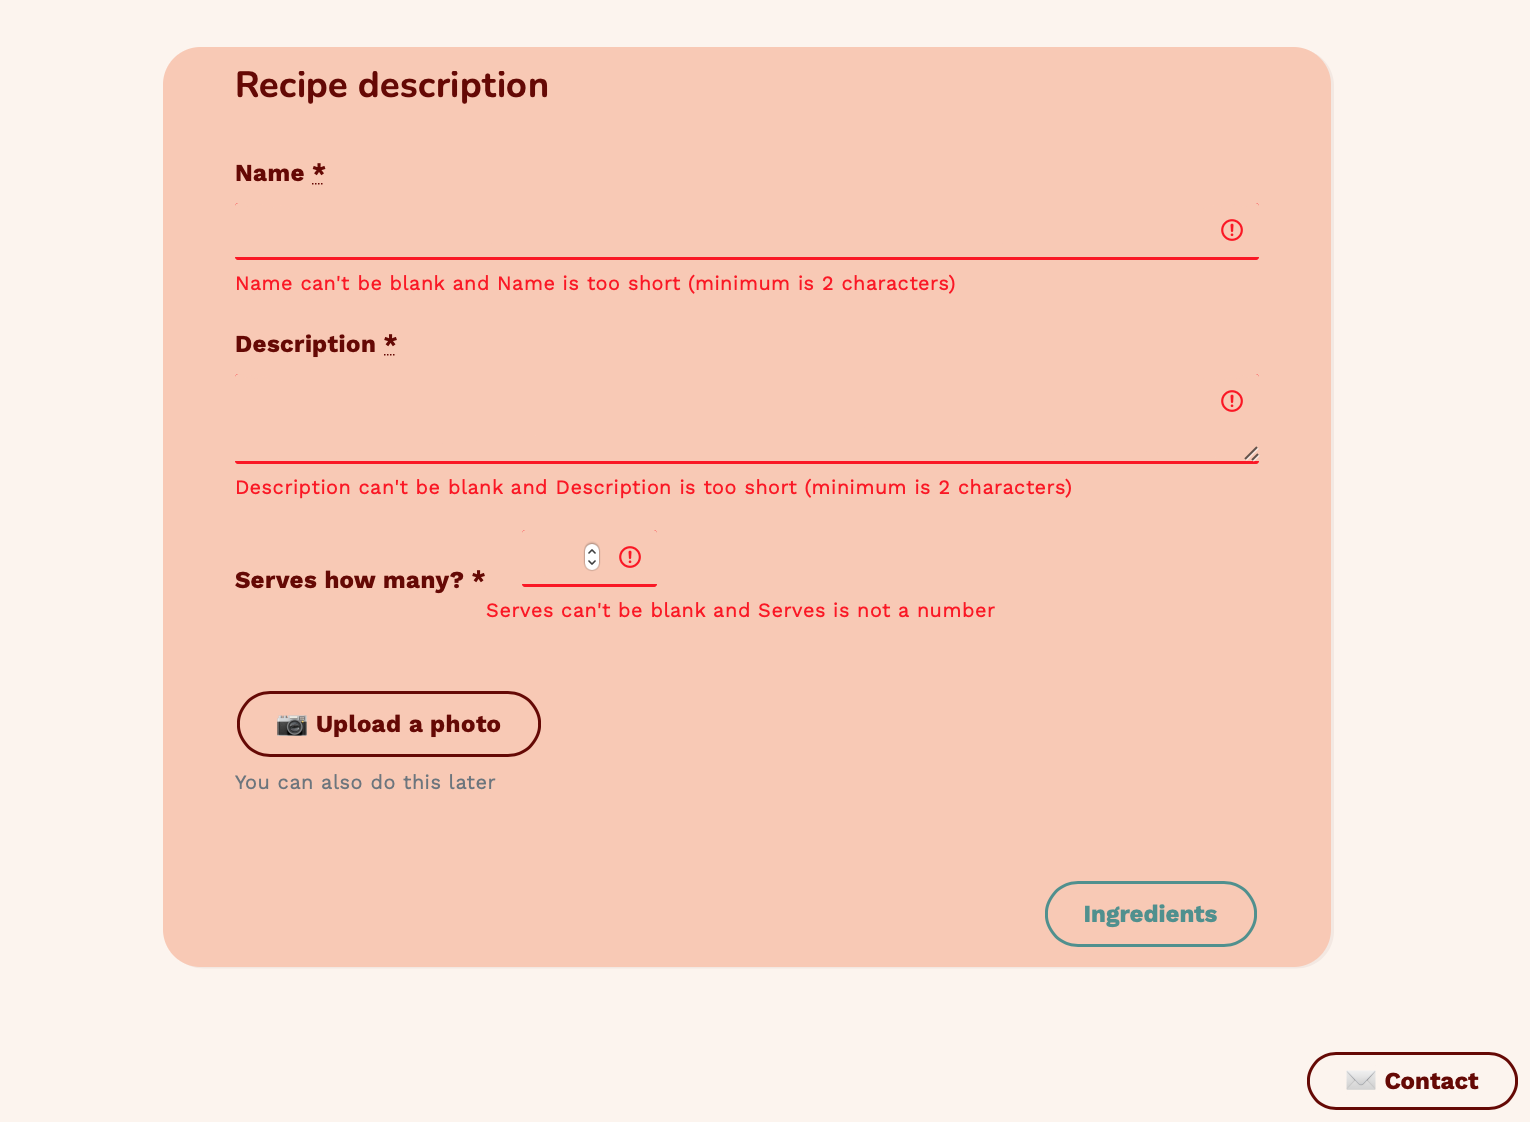 Recipe description
Name *
Name can't be blank and Name is too short (minimum is 2 characters)
Description *
Description can't be blank and Description is too short (minimum is 2 characters)
Serves how many? *
Serves can't be blank and Serves is not a number
📷 Upload a photo
You can also do this later
Ingredients
✉️ Contact